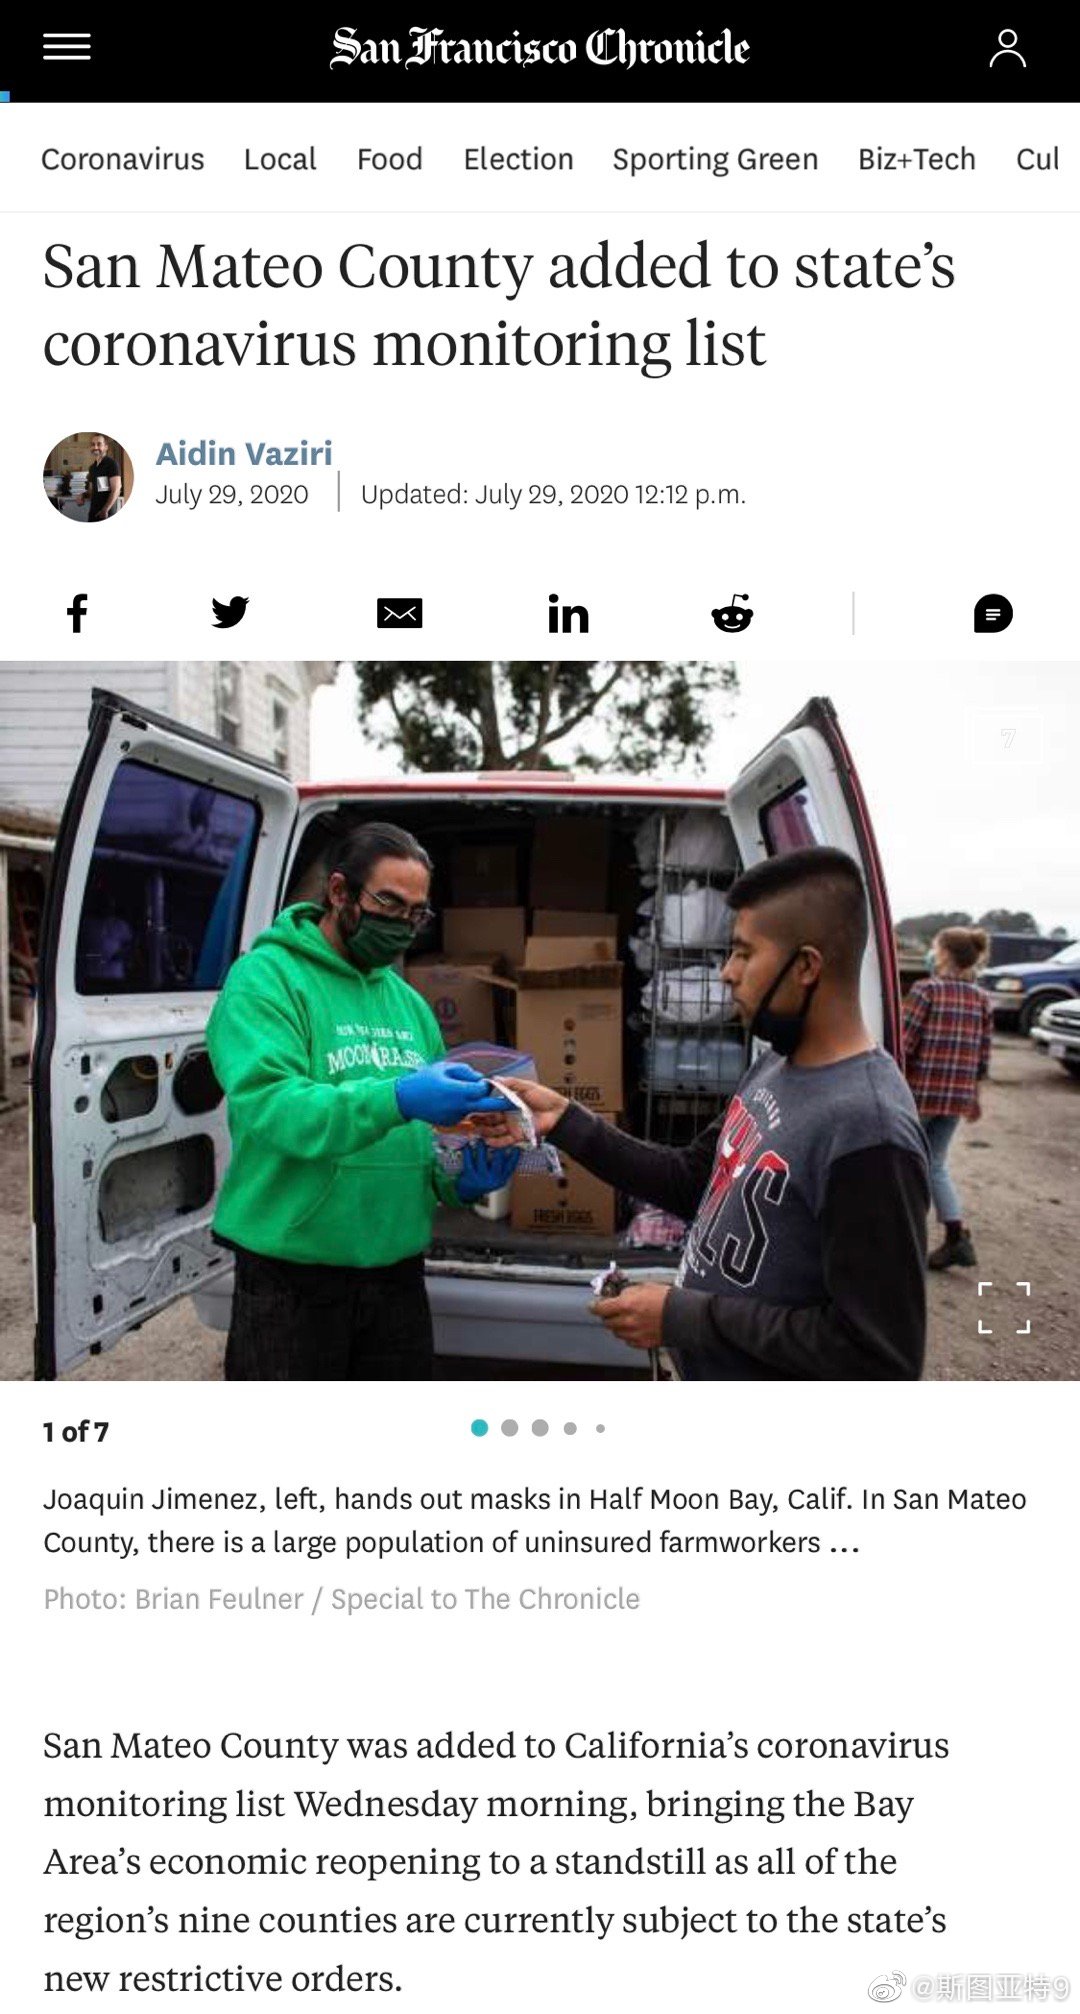 San Francisco Chronicle
Coronavirus Local Food Election Sporting Green Biz+Tech Cul
San Mateo County added to state’s
coronavirus monitoring list
Aidin Vaziri
July 29, 2020 Updated: July 29, 2020 12:12 p.m.
7
CHICAGO
FRESH EGGS
1 of 7
Joaquin Jimenez, left, hands out masks in Half Moon Bay, Calif. In San Mateo
County, there is a large population of uninsured farmworkers ...
Photo: Brian Feulner / Special to The Chronicle
San Mateo County was added to California’s coronavirus
monitoring list Wednesday morning, bringing the Bay
Area’s economic reopening to a standstill as all of the
region’s nine counties are currently subject to the state’s
new restrictive orders.
@斯图亚特9